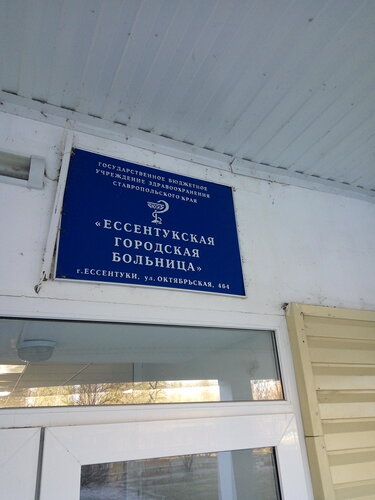 ГОСУДАРСТВЕННОЕ БЮДЖЕТНОЕ
УЧРЕЖДЕНИЕ ЗДРАВООХРАНЕНИЯ
СТАВРОПОЛЬСКОГО КРАЯ
«ЕССЕНТУКСКАЯ
ГОРОДСКАЯ
БОЛЬНИЦА»
г. ЕССЕНТУКИ, ул. ОКТЯБРЬСКАЯ, 464